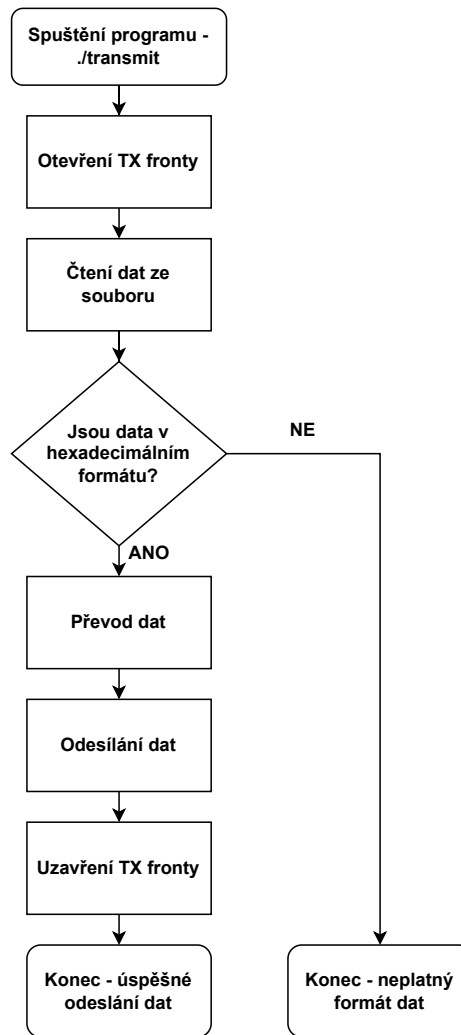 Spuštění programu -
./transmit
Otevření TX fronty
Čtení dat ze
souboru
Jsou data v
hexadecimálním
formátu?
NE
ANO
Převod dat
Odesílání dat
Uzavření TX fronty
Konec - úspěšné
odeslání dat
Konec - neplatný
formát dat